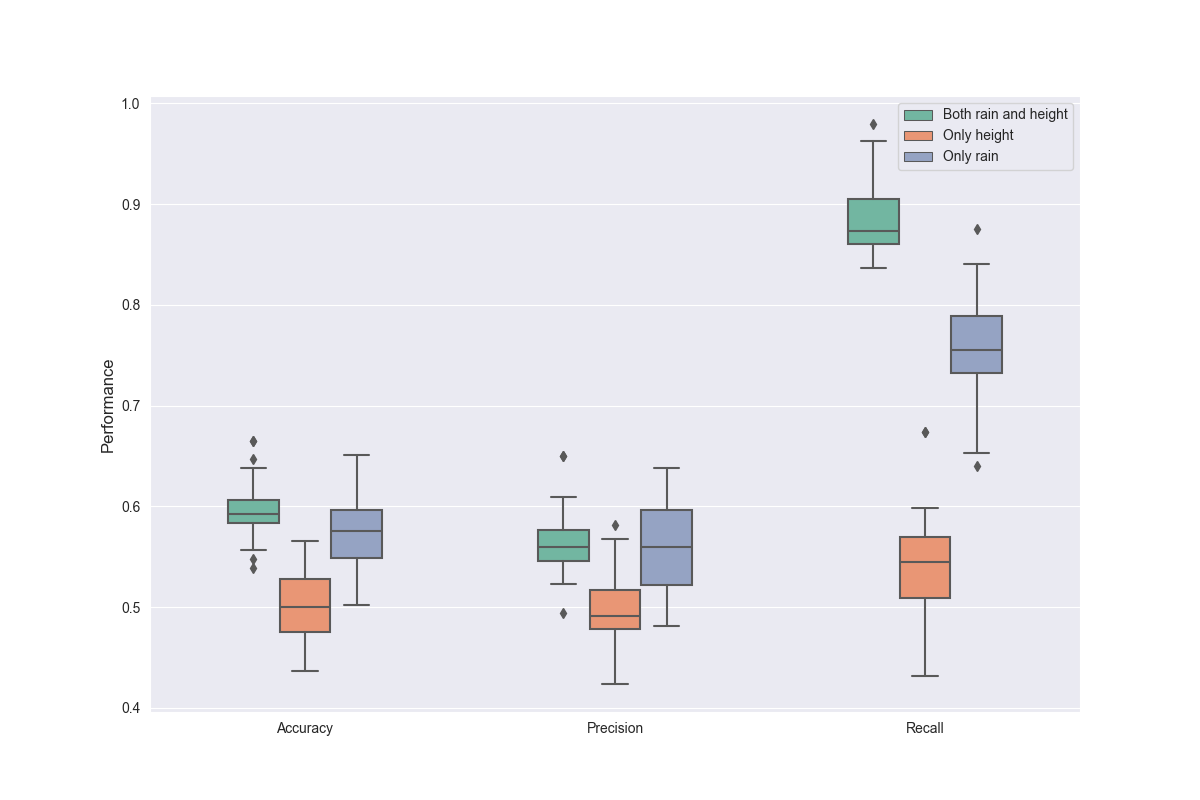 1.0
0.9
0.8
0.7
0.6
0.5
0.4
Performance
Both rain and height
Only height
Only rain
Accuracy
Precision
Recall